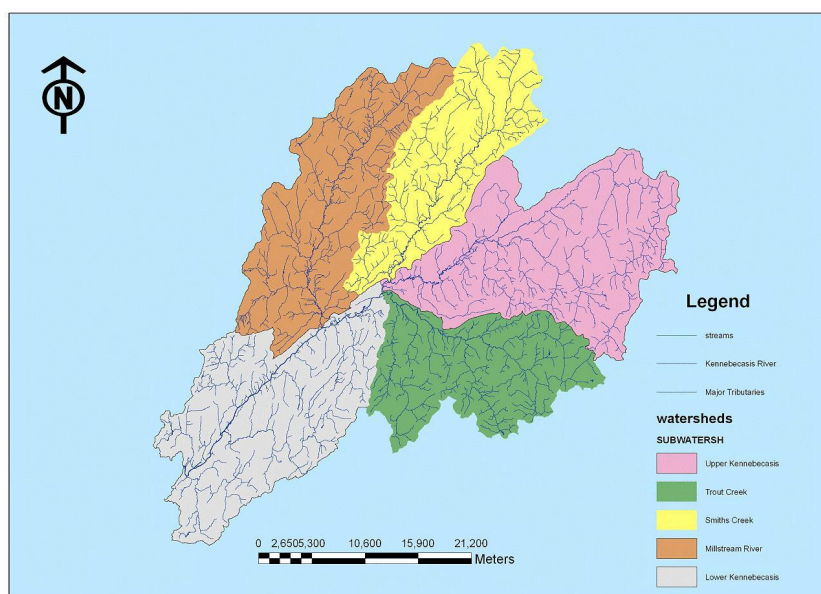 N
Legend
streams
Kennebecasis River
Major Tributaries
watersheds
SUBWATERSH
Upper Kennebecasis
Trout Creek
Smiths Creek
Millstream River
Lower Kennebecasis
0 2,6505,300 10,600 15,900 21,200
Meters